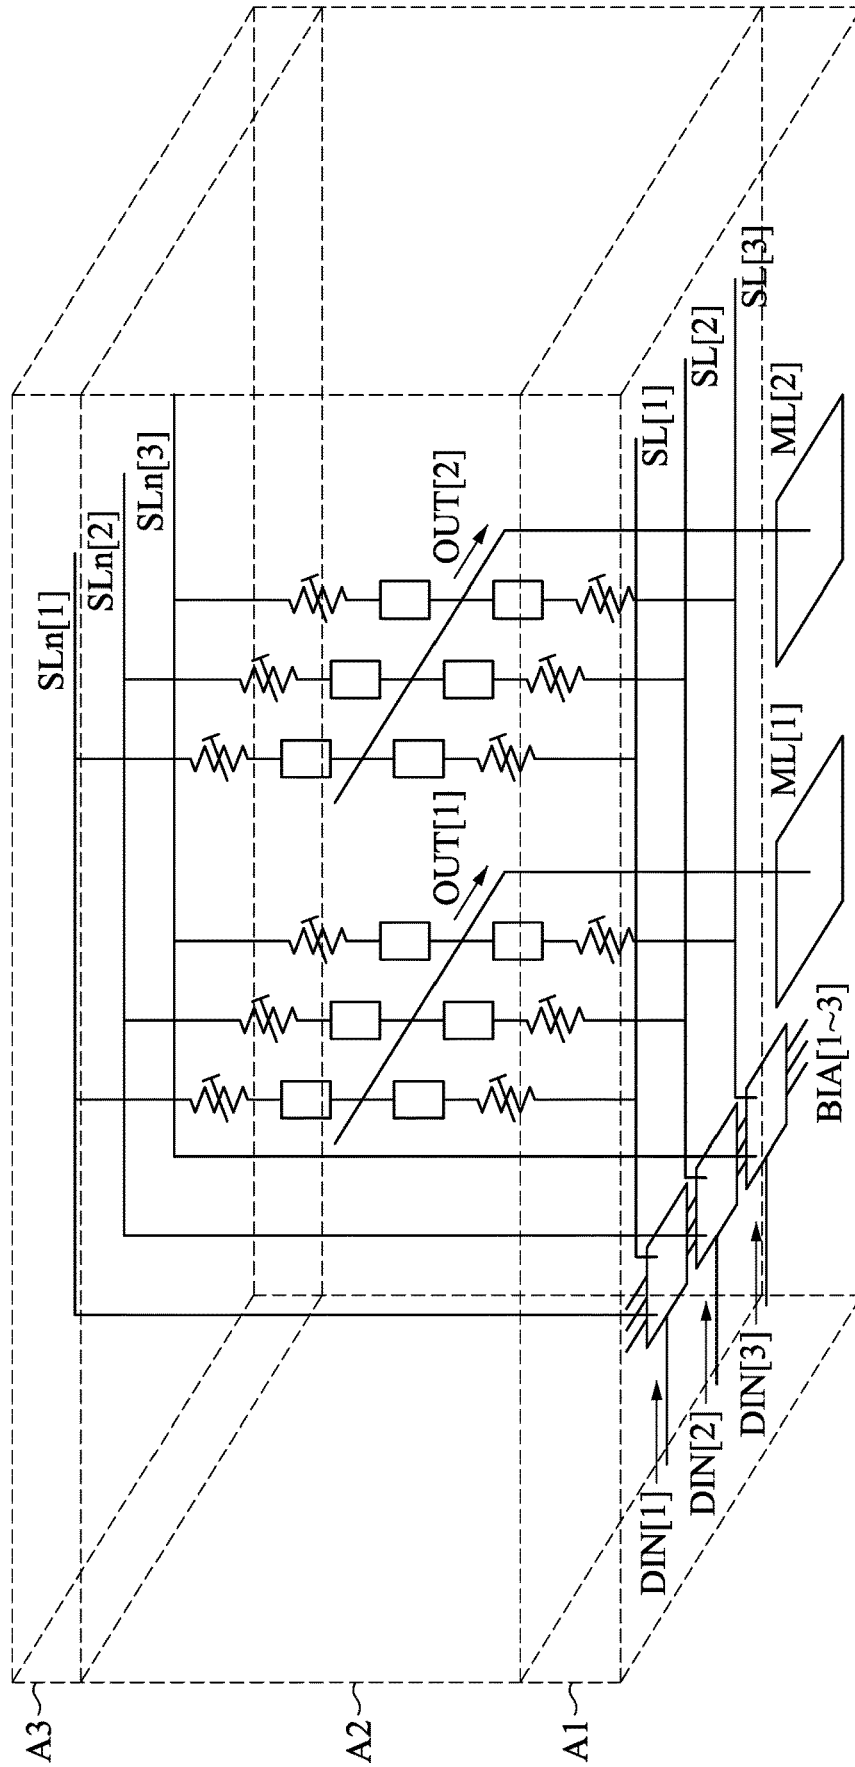 A3
A2
A1
SLn[1]
SLn[2]
SLn[3]
OUT[1]
OUT[2]
SL[1]
SL[2]
SL[3]
ML[1]
ML[2]
DIN[1]
DIN[2]
DIN[3]
BIA[1~3]